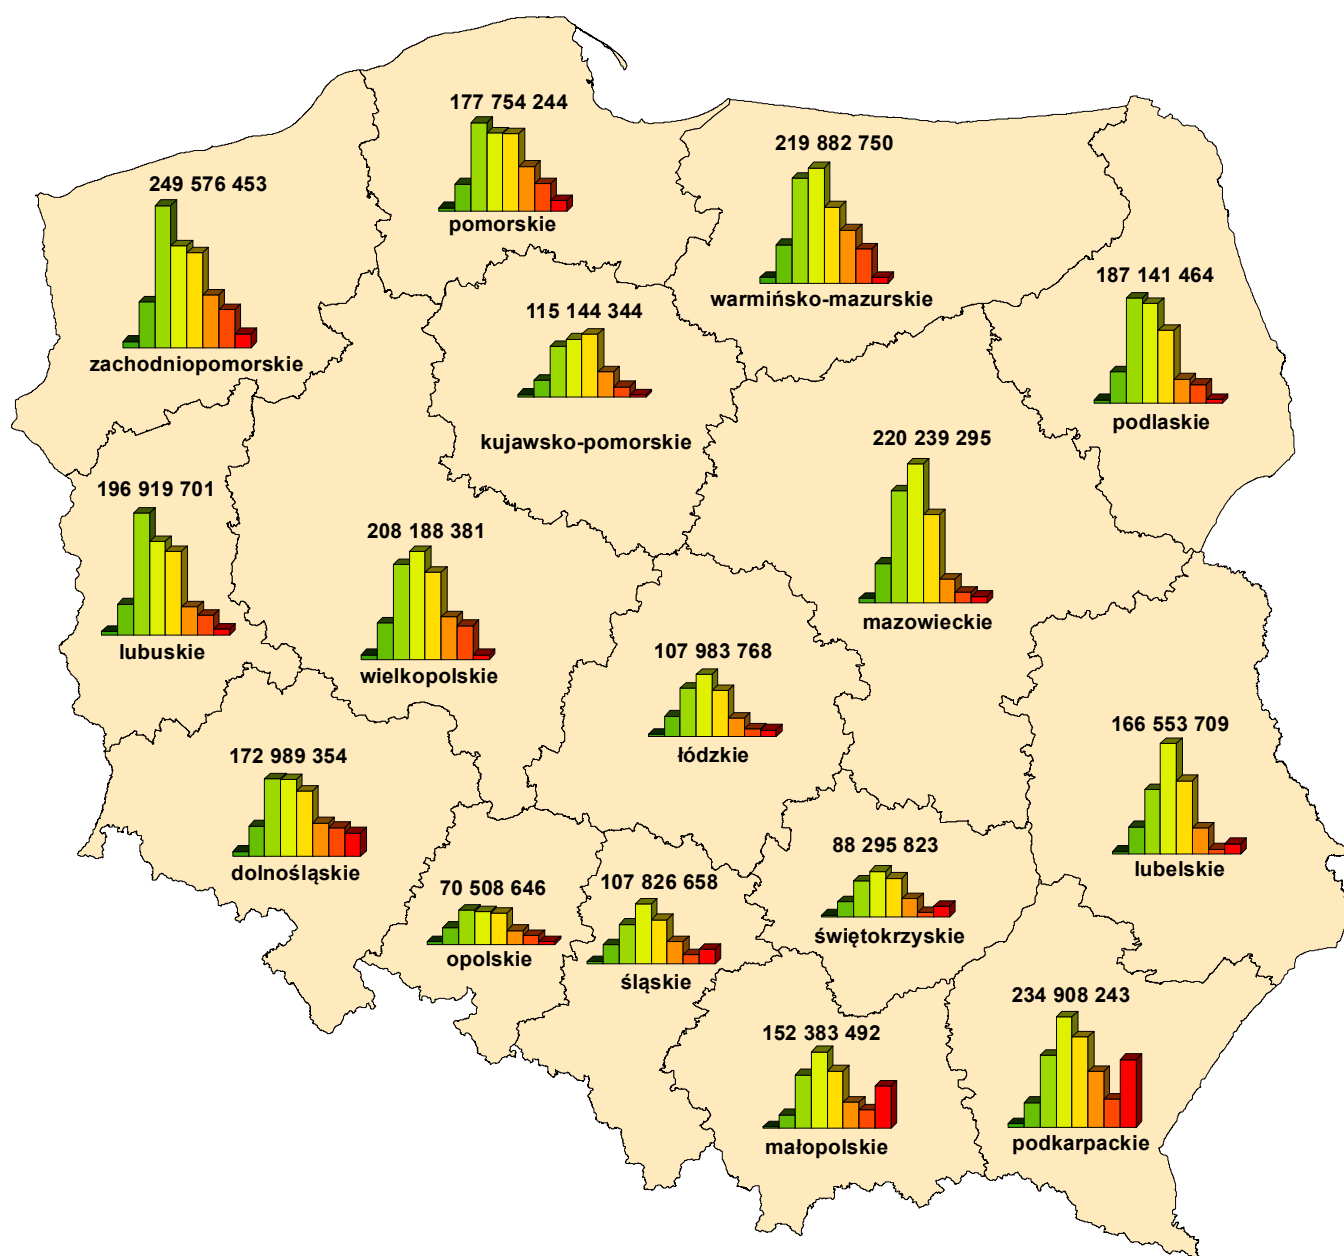 177 754 244
pomorskie
219 882 750
warmińsko-mazurskie
249 576 453
zachodniopomorskie
115 144 344
kujawsko-pomorskie
187 141 464
podlaskie
196 919 701
lubuskie
208 188 381
wielkopolskie
220 239 295
mazowieckie
107 983 768
łódzkie
166 553 709
lubelskie
172 989 354
dolnośląskie
70 508 646
opolskie
107 826 658
śląskie
88 295 823
świętokrzyskie
152 383 492
małopolskie
234 908 243
podkarpackie